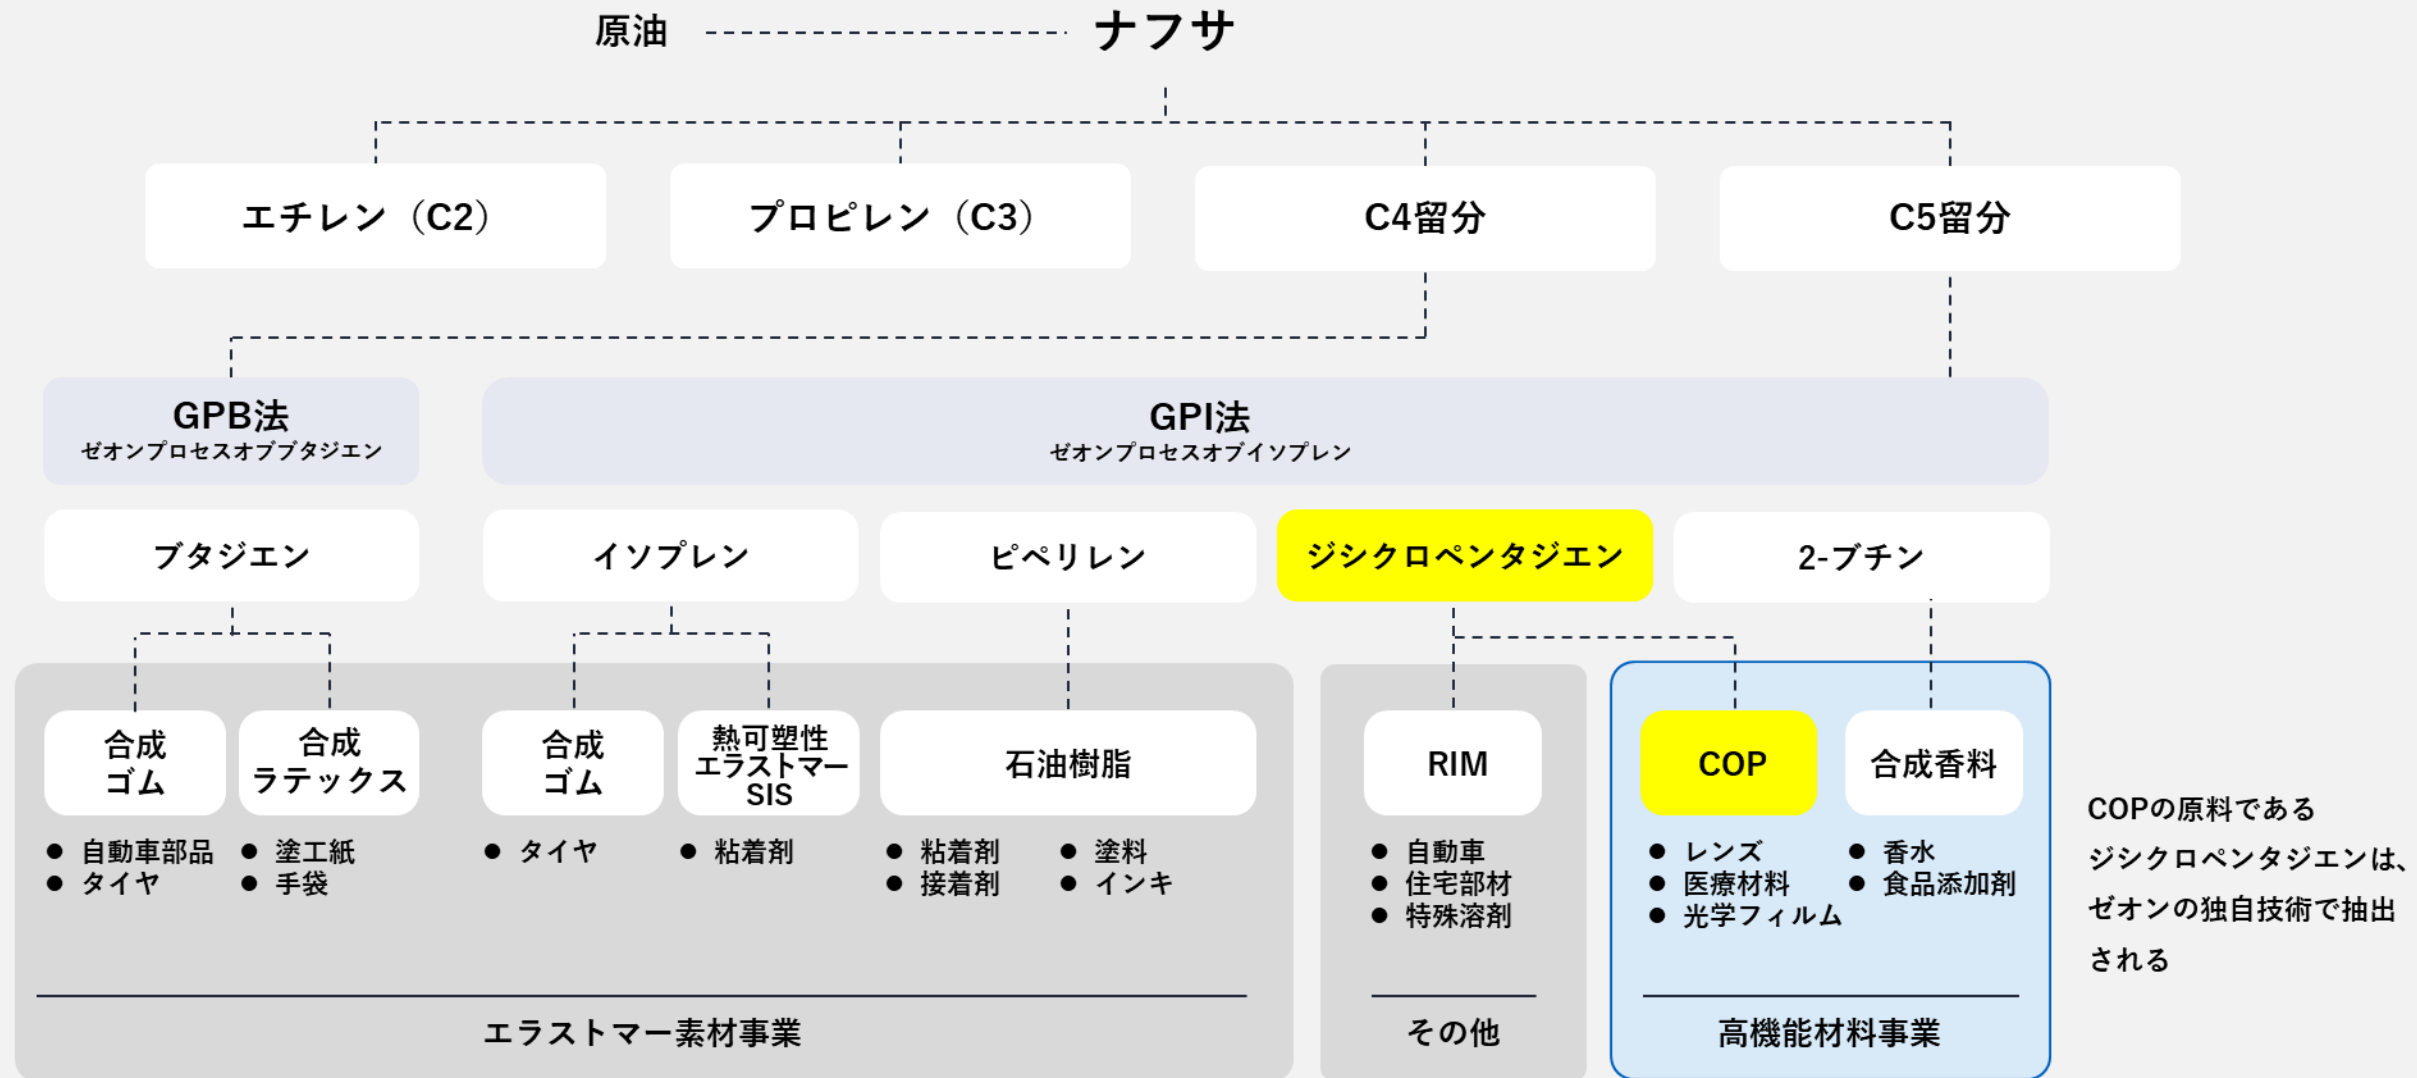 原油
ナフサ
エチレン（C2）
プロピレン（C3）
C4留分
C5留分
GPB法
ゼオンプロセスオブブタジエン
GPI法
ゼオンプロセスオブイソプレン
ブタジエン
イソプレン
ピペリレン
ジシクロペンタジエン
2-ブチン
合成
ゴム
合成
ラテックス
合成
ゴム
熱可塑性
エラストマー
SIS
石油樹脂
RIM
COP
合成香料
● 自動車部品
● タイヤ
● 塗工紙
● 手袋
● タイヤ
● 粘着剤
● 粘着剤
● 接着剤
● 塗料
● インキ
● 自動車
● 住宅部材
● 特殊溶剤
● レンズ
● 医療材料
● 光学フィルム
● 香水
● 食品添加剤
エラストマー素材事業
その他
高機能材料事業
COPの原料である
ジシクロペンタジエンは、
ゼオンの独自技術で抽出
される